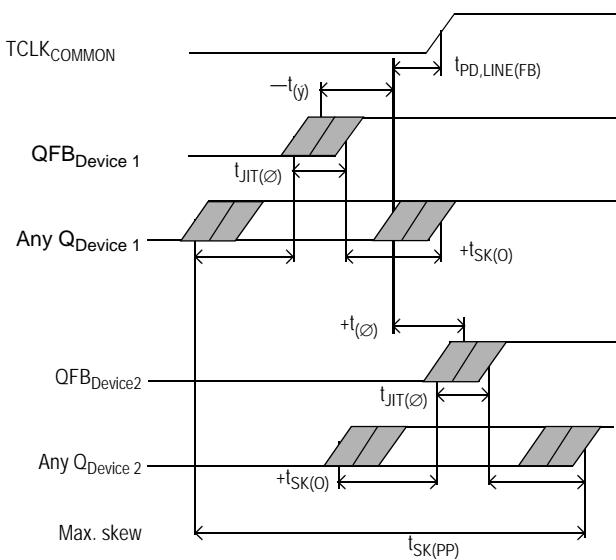 TCLKCOMMON
tPD,LINE(FB)
—t(ý)
QFBDevice 1
tJIT(∅)
Any QDevice 1
+tSK(O)
+t(∅)
QFBDevice2
tJIT(∅)
Any QDevice 2
+tSK(O)
Max. skew
tSK(PP)